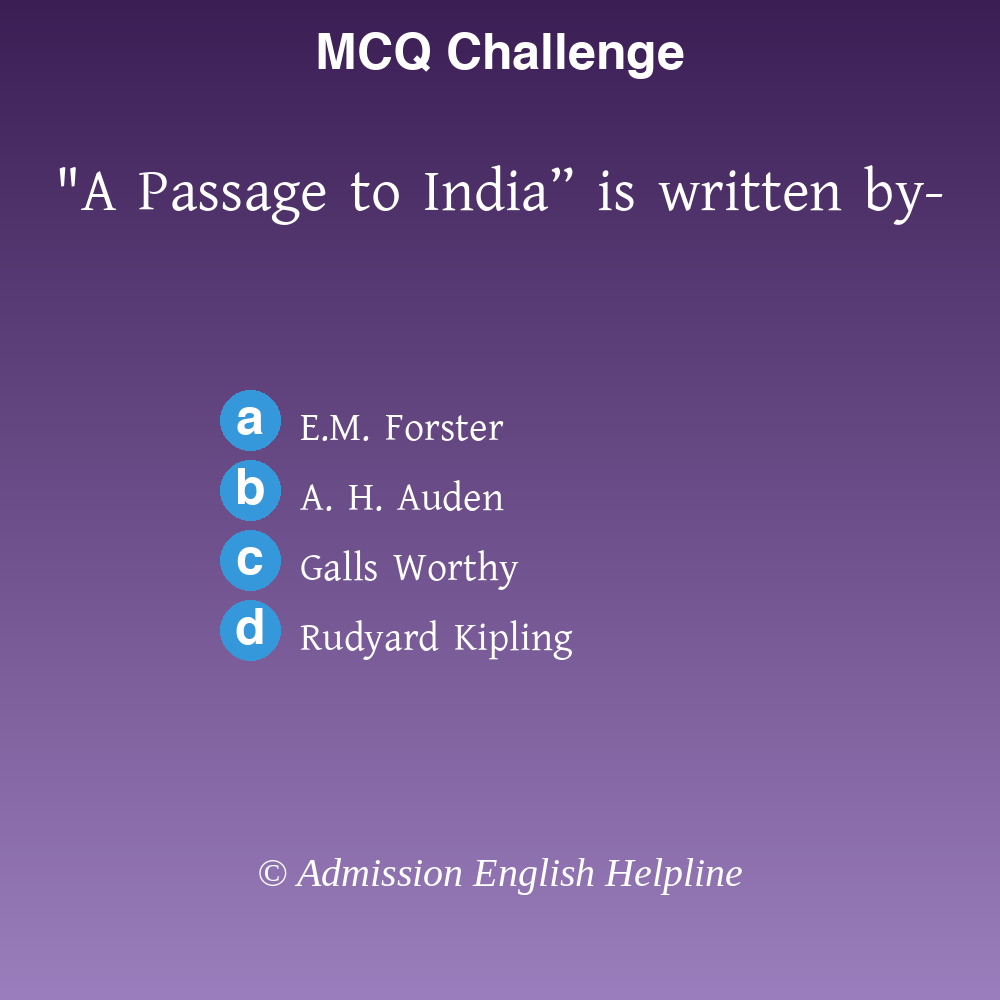 MCQ Challenge
"A Passage to India” is written by-
a E.M. Forster
b A. H. Auden
c Galls Worthy
d Rudyard Kipling
© Admission English Helpline